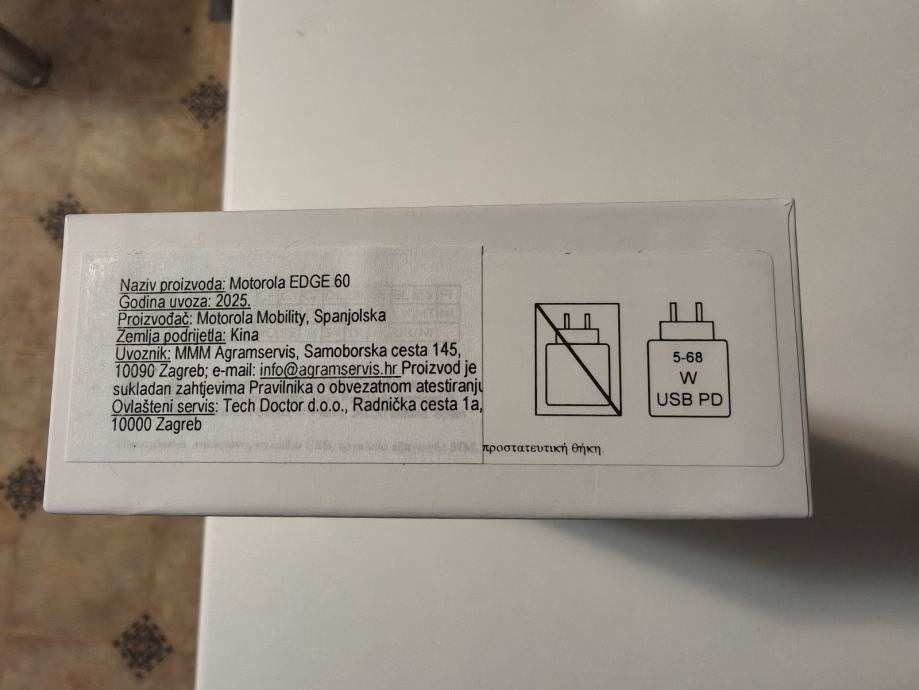 Naziv proizvoda: Motorola EDGE 60
Godina uvoza: 2025.
Proizvođač: Motorola Mobility, Spanjolska
Zemlja podrijetla: Kina
Uvoznik: MMM Agramservis, Samoborska cesta 145,
10090 Zagreb; e-mail: info@agramservis.hr Proizvod je
sukladan zahtjevima Pravilnika o obvezatnom atestiranju
Ovlašteni servis: Tech Doctor d.o.o., Radnička cesta 1a,
10000 Zagreb
προστατευτική θήκη.
5-68
W
USB PD